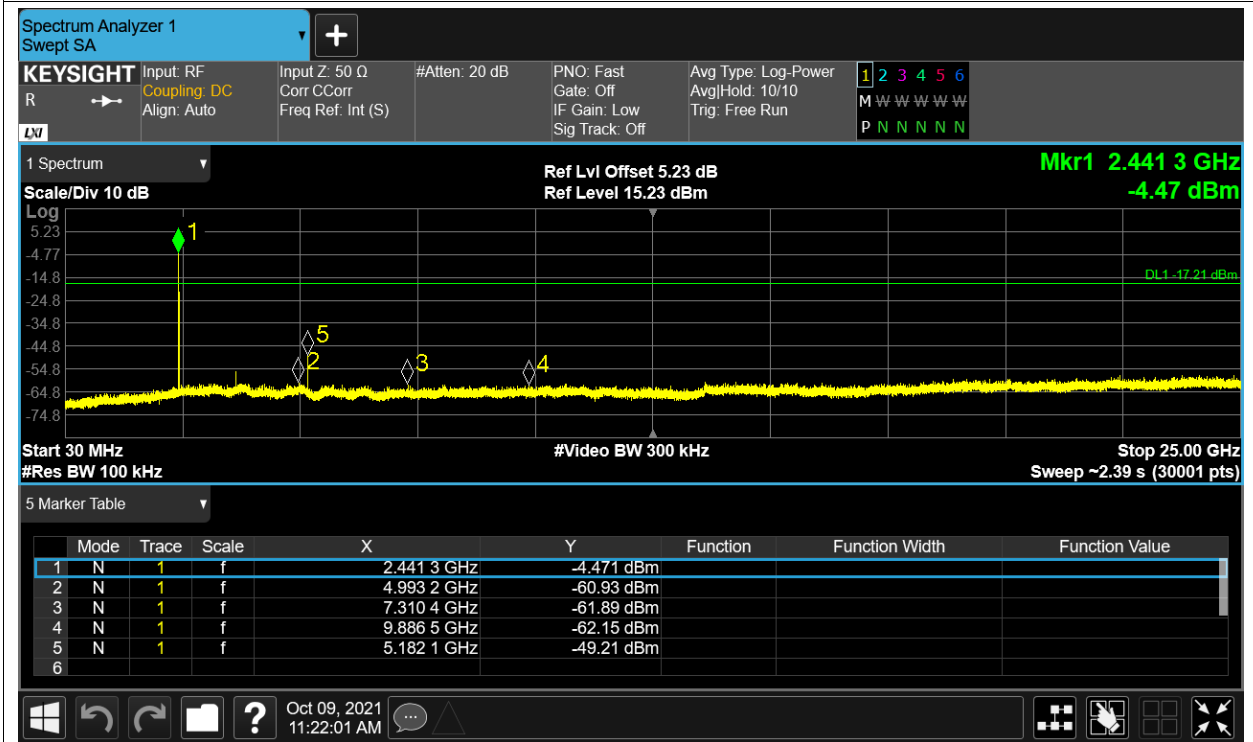 Spectrum Analyzer 1
Swept SA
+
KEYSIGHT Input: RF Input Z: 50 Ω #Atten: 20 dB PNO: Fast Avg Type: Log-Power 1 2 3 4 5 6
R Coupling: DC Corr CCorr Gate: Off Avg|Hold: 10/10 M W W W W W
Align: Auto Freq Ref: Int (S) IF Gain: Low Trig: Free Run
LXI Sig Track: Off P N N N N N
1 Spectrum Ref Lvl Offset 5.23 dB Mkr1 2.441 3 GHz
Scale/Div 10 dB Ref Level 15.23 dBm -4.47 dBm
Log
5.23 1
-4.77
-14.8 DL1 -17.21 dBm
-24.8
-34.8 5
-44.8
-54.8 2 3 4
-64.8
-74.8
Start 30 MHz #Video BW 300 kHz Stop 25.00 GHz
#Res BW 100 kHz Sweep ~2.39 s (30001 pts)
5 Marker Table
Mode Trace Scale X Y Function Function Width Function Value
1 N 1 f 2.441 3 GHz -4.471 dBm
2 N 1 f 4.993 2 GHz -60.93 dBm
3 N 1 f 7.310 4 GHz -61.89 dBm
4 N 1 f 9.886 5 GHz -62.15 dBm
5 N 1 f 5.182 1 GHz -49.21 dBm
6
? Oct 09, 2021
11:22:01 AM